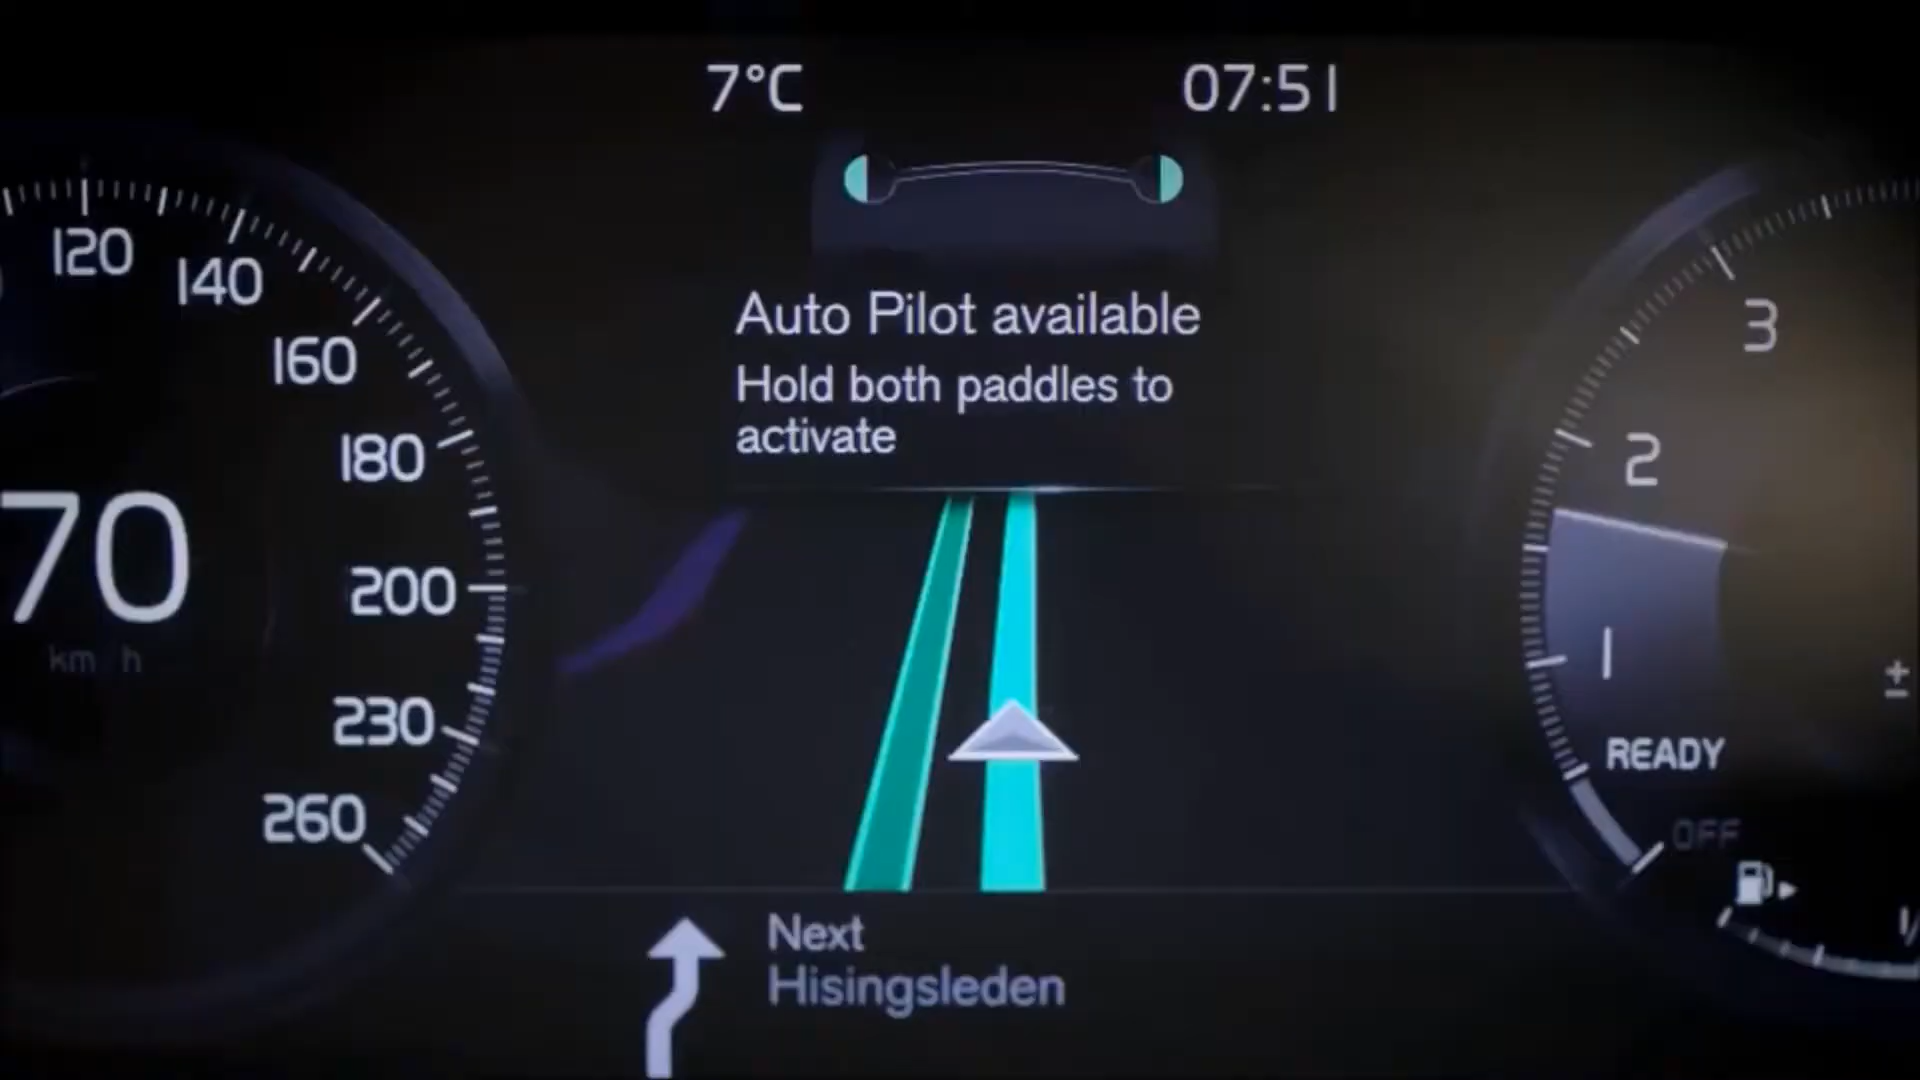 7°C
07:51
120
140
160
180
200
230
260
70
km/h
Auto Pilot available
Hold both paddles to
activate
3
2
1
READY
OFF
Next
Hisingsleden